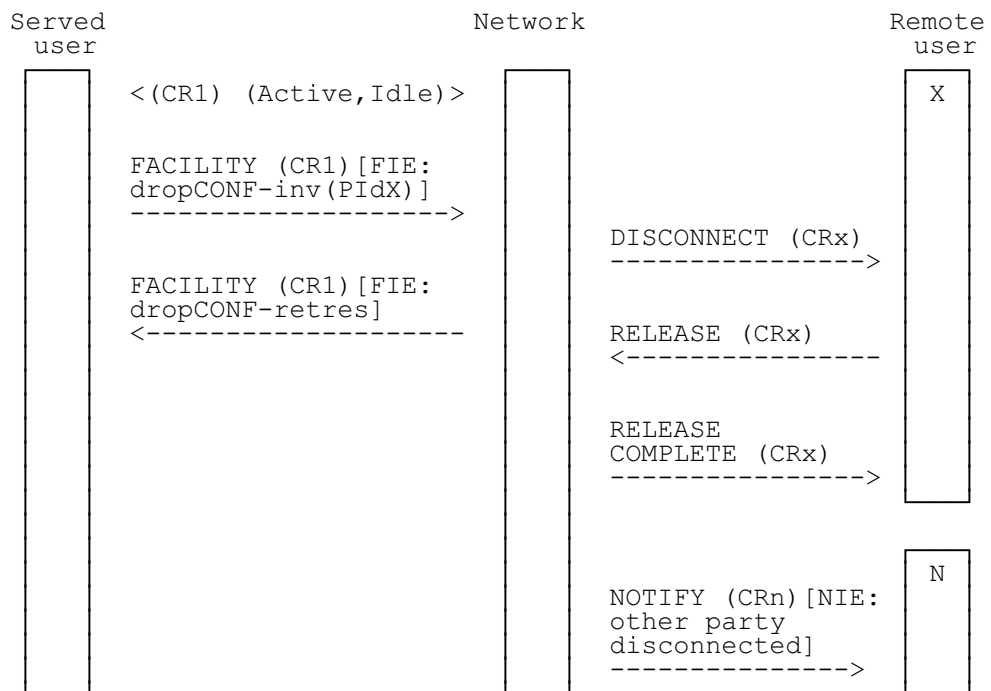 Served
user
Network
Remote
user
<(CR1) (Active,Idle)>
X
FACILITY (CR1)[FIE:
dropCONF-inv(PIdX)]
-------------------->
DISCONNECT (CRx)
---------------->
FACILITY (CR1)[FIE:
dropCONF-retres]
<--------------------
RELEASE (CRx)
<----------------
RELEASE
COMPLETE (CRx)
---------------->
N
NOTIFY (CRn)[NIE:
other party
disconnected]
--------------->